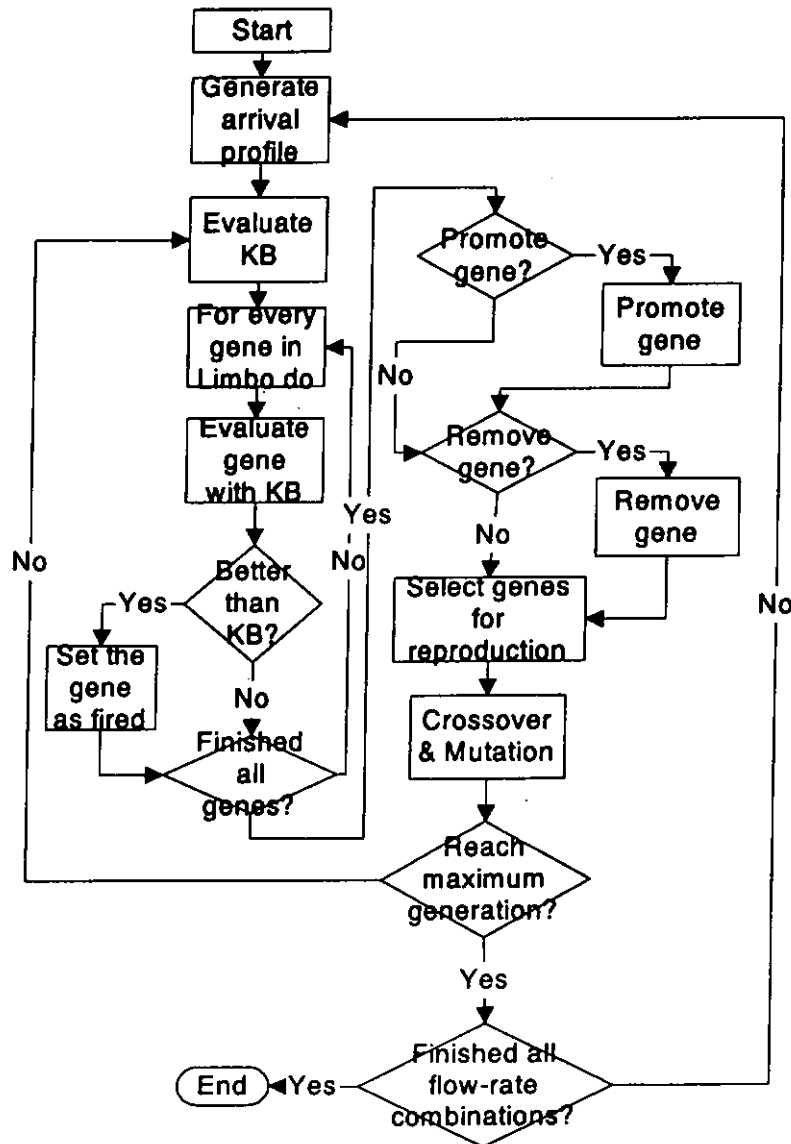 Start
Generate
arrival
profile
Evaluate
KB
For every
gene in
Limbo do
Evaluate
gene
with KB
Better
than
KB?
Yes
Set the
gene
as fired
No
Finished
all
genes?
No
Yes
Promote
gene?
Yes
Promote
gene
No
Remove
gene?
Yes
Remove
gene
No
Select genes
for
reproduction
Crossover
& Mutation
Reach
maximum
generation?
No
Yes
Finished all
flow-rate
combinations?
No
Yes
End